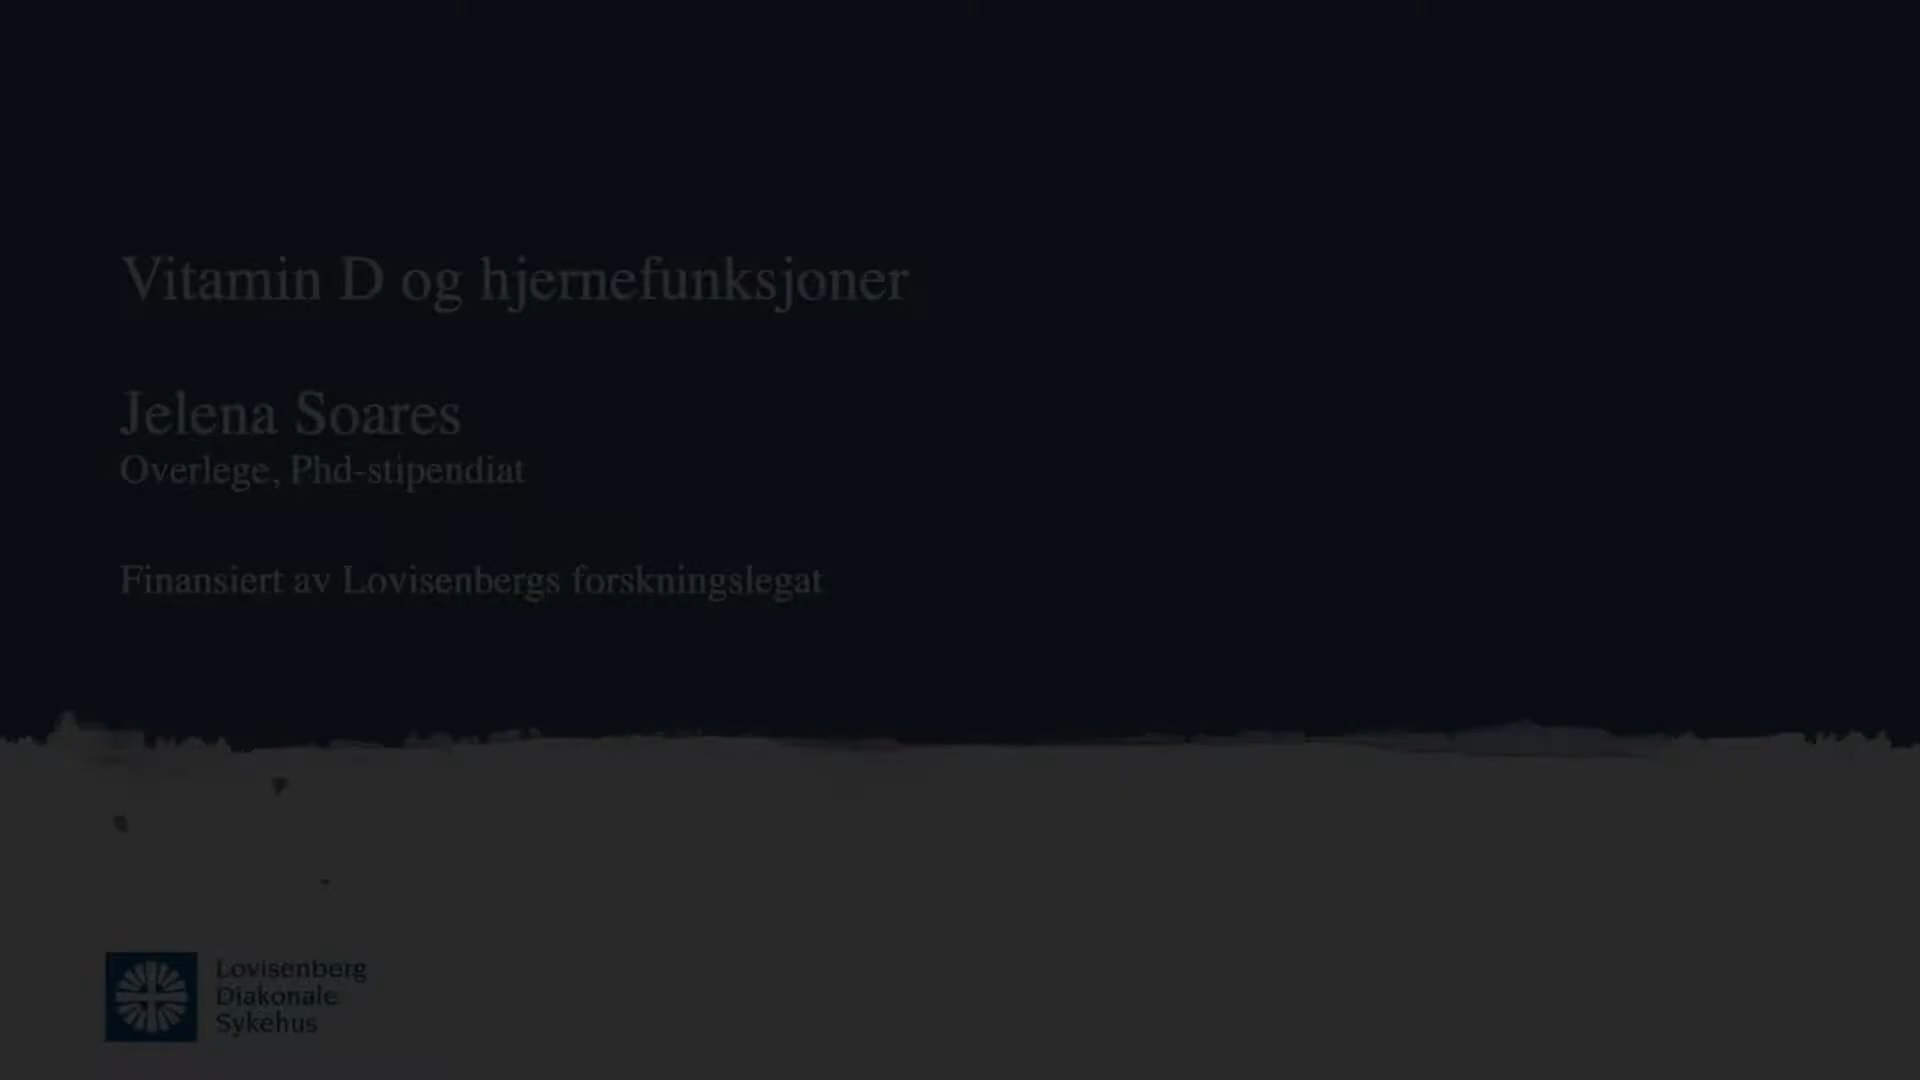 Vitamin D og hjernefunksjoner
Jelena Soares
Overlege, Phd-stipendiat
Finansiert av Lovisenbergs forskningslegat
Lovisenberg
Diakonale
Sykehus